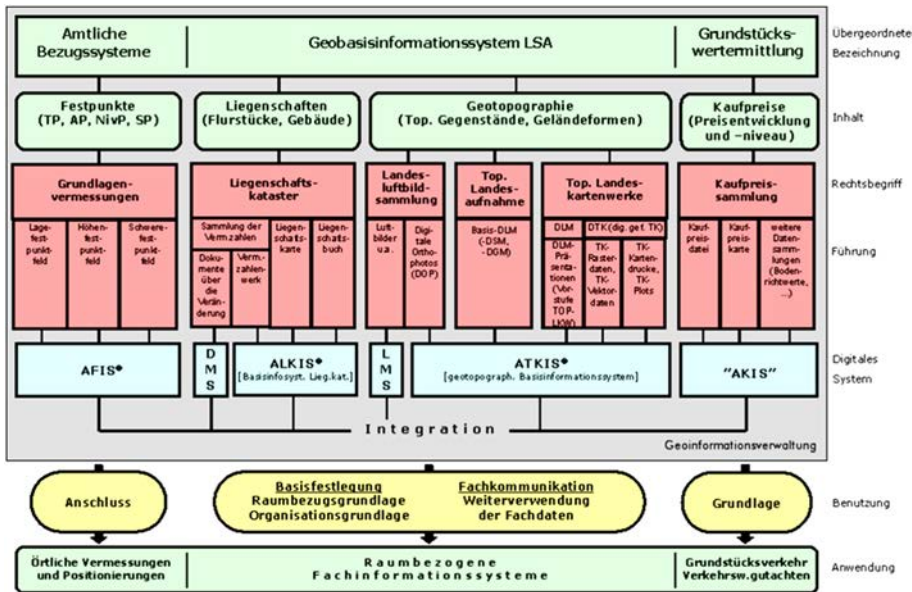 Amtliche
Bezugssysteme
Geobasisinformationssystem LSA
Grundstücks-
wertermittlung
Übergeordnete
Bezeichnung
Festpunkte
(TP, AP, NivP, SP)
Liegenschaften
(Flurstücke, Gebäude)
Geotopographie
(Top. Gegenstände, Geländeformen)
Kaufpreise
(Preisentwicklung
und -niveau)
Inhalt
Grundlagen-
vermessungen
Liegenschafts-
kataster
Landes-
luftbild-
sammlung
Top.
Landes-
aufnahme
Top. Landes-
kartenwerke
Kaufpreis-
sammlung
Rechtsbegriff
Lage-
fest-
punkt-
feld
Höhen-
fest-
punkt-
feld
Schwere-
fest-
punkt-
feld
Sammlung der
Verm.zahlen
Doku-
mente
über die
Verän-
derung
Verm.-
zahlen-
werk
Liegen-
schafts-
karte
Liegen-
schafts-
buch
Luft-
bilder
u.a.
Digi-
tale
Ortho-
photos
(DOP)
Basis-DLM
(-DSM,
-DGM)
DLM
DLM-
Prä-
senta-
tionen
(Vor-
stufe
TOP-
LKW)
DTK (dig. gef. TK)
TK-
Raster-
daten,
TK-
Vektor-
daten
TK-
Karten-
drucke,
TK-
Plots
Kauf-
preis-
datei
Kauf-
preis-
karte
weitere
Daten-
samm-
lungen
(Boden-
richtwerte,
...)
Führung
AFIS®
D
M
S
ALKIS®
[Basisinfosyst. Lieg.kat.]
L
M
S
ATKIS®
[geotopograph. Basisinformationssystem]
"AKIS"
Digitales
System
Integration
Geoinformationsverwaltung
Anschluss
Basisfestlegung
Raumbezugsgrundlage
Organisationsgrundlage
Fachkommunikation
Weiterverwendung
der Fachdaten
Grundlage
Benutzung
Örtliche Vermessungen
und Positionierungen
Raumbezogene
Fachinformationssysteme
Grundstücksverkehr
Verkehrsw.gutachten
Anwendung